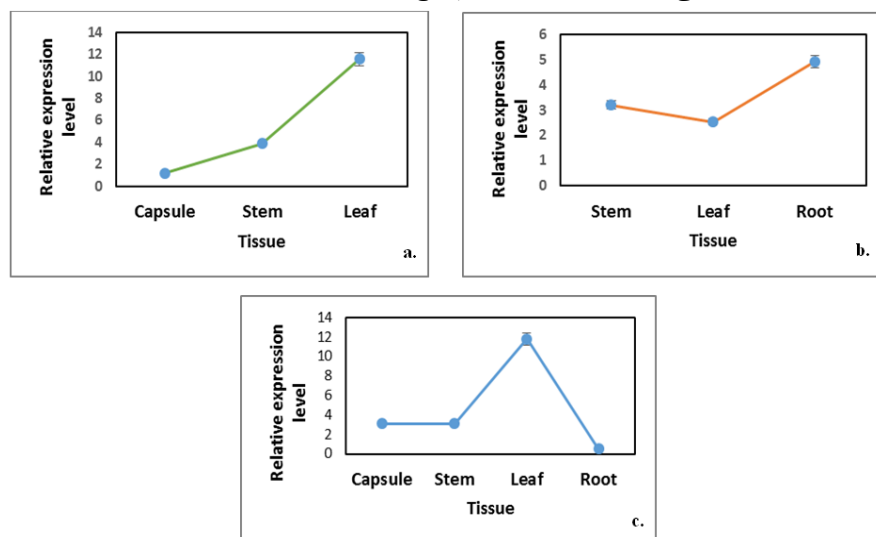 14
12
10
8
6
4
2
0
Relative expression
level
Capsule Stem Leaf
Tissue
a.
6
5
4
3
2
1
0
Relative expression
level
Stem Leaf Root
Tissue
b.
14
12
10
8
6
4
2
0
Relative expression
level
Capsule Stem Leaf Root
Tissue
c.